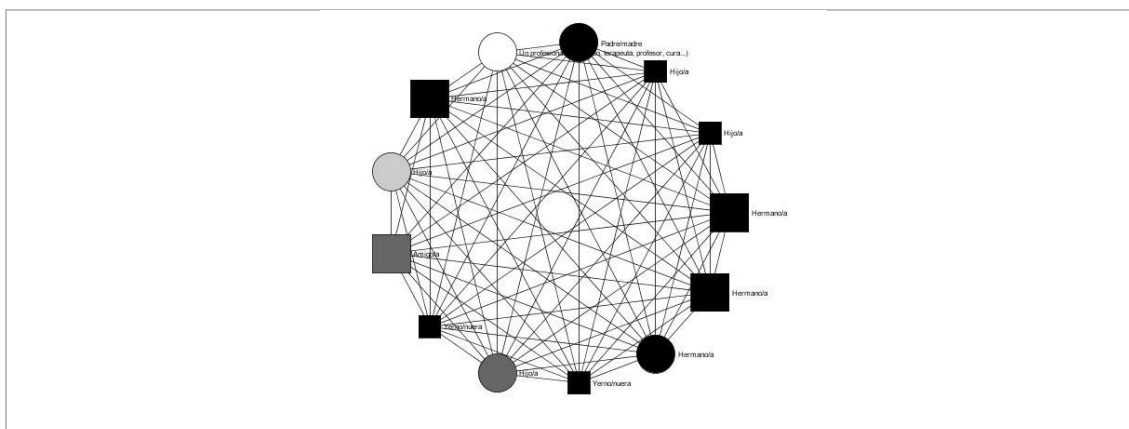 Padre/madre
Un profesional terapeuta, profesor, cura...)
Hijo/a
Hermano/a
Hijo/a
Hijo/a
Hermano/a
Amigo/a
Hermano/a
Yerno/nuera
Hermano/a
Hijo/a
Yerno/nuera